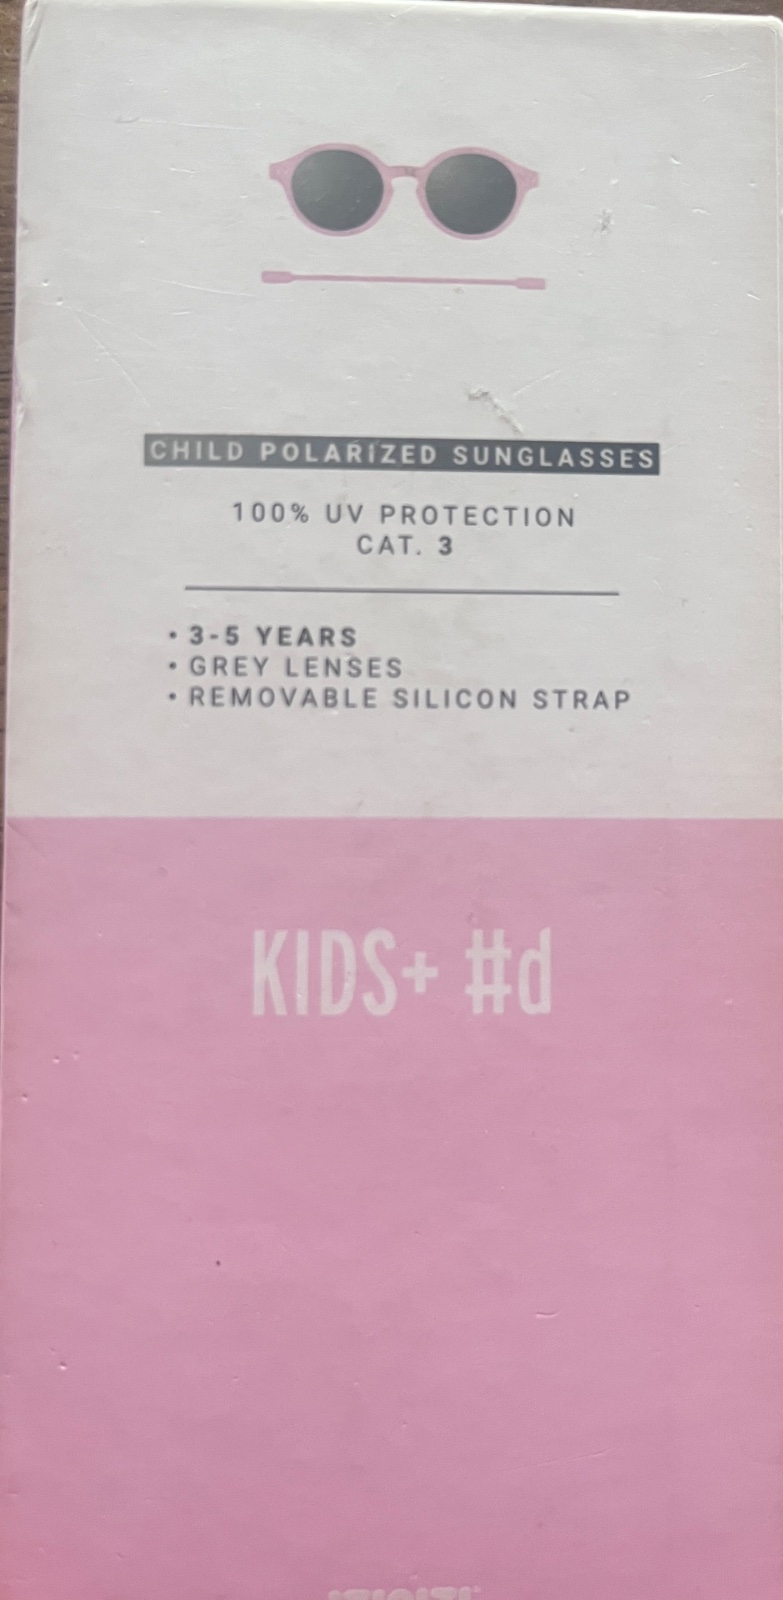 CHILD POLARIZED SUNGLASSES
100% UV PROTECTION
CAT. 3
• 3-5 YEARS
• GREY LENSES
• REMOVABLE SILICON STRAP
KIDS+ #d